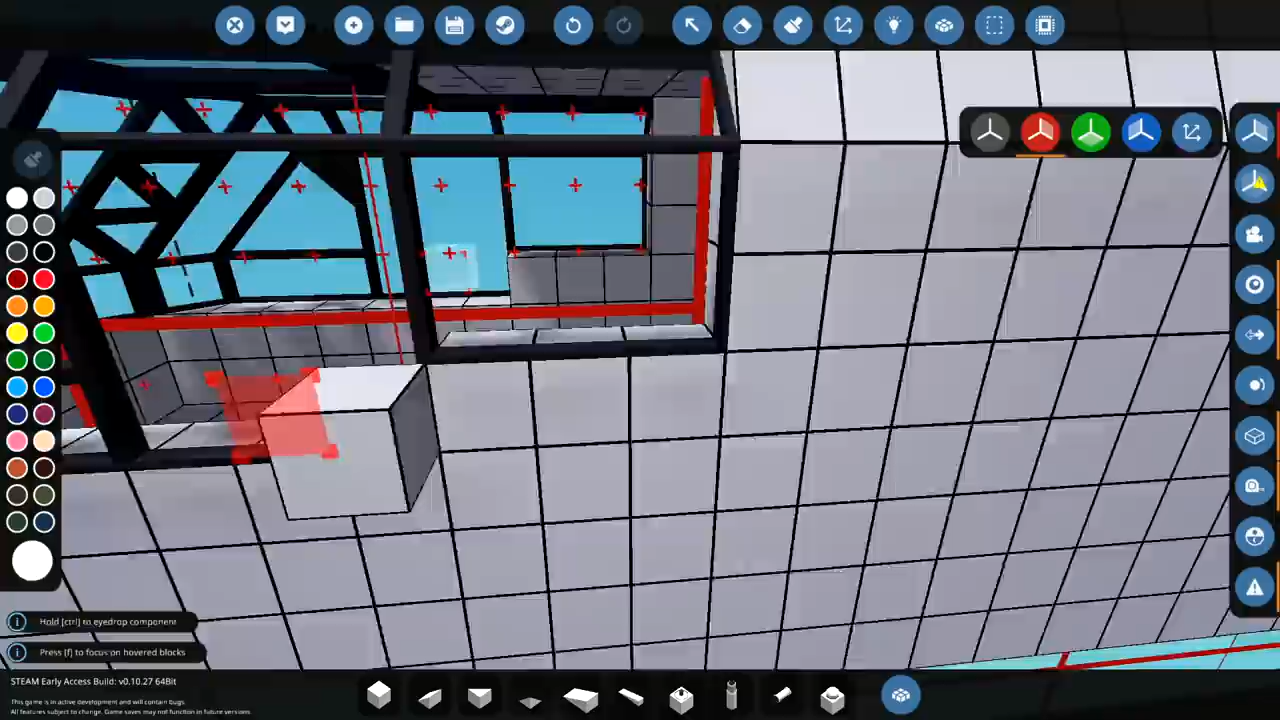 Hold [ctrl] to eyedrop component
Press [f] to focus on hovered blocks
STEAM Early Access Build: v0.10.27 64Bit
This game is in active development and will contain bugs.
All features subject to change. Game saves may not function in future versions.